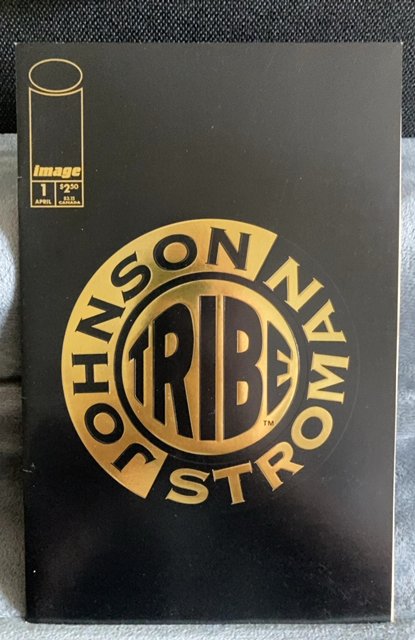 image
1 $2.50
APRIL $3.15
CANADA
JOHNSON
STROMAN
TRIBE
TM